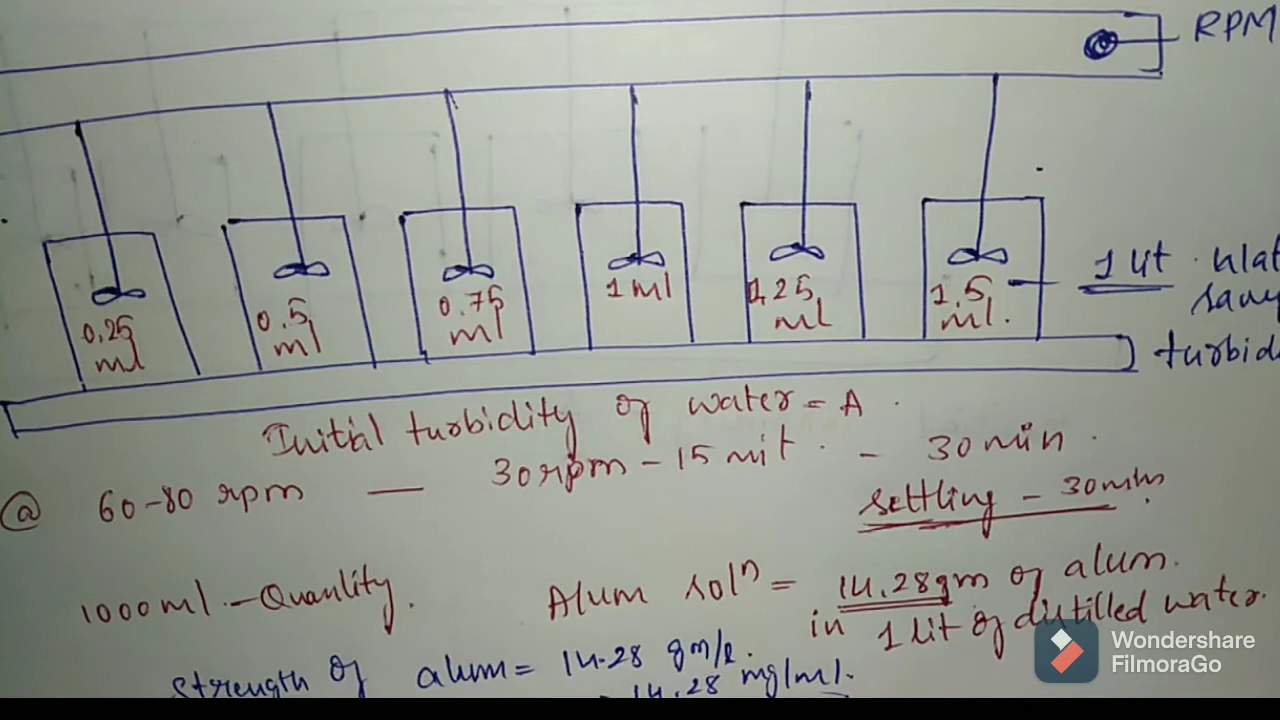 RPM
0.25 ml
0.5 ml
0.75 ml
1 ml
1.25 ml
1.5 ml.
1 lit
turbid
Initial turbidity of water = A.
@ 60-80 rpm — 30 rpm - 15 mit. - 30 min.
settling - 30 min
1000 ml - Quantity.
Alum solⁿ = 14.28 gm of alum.
in 1 lit of distilled water.
strength of alum = 14.28 gm/l.
= 14.28 mg/ml.
Wondershare
FilmoraGo